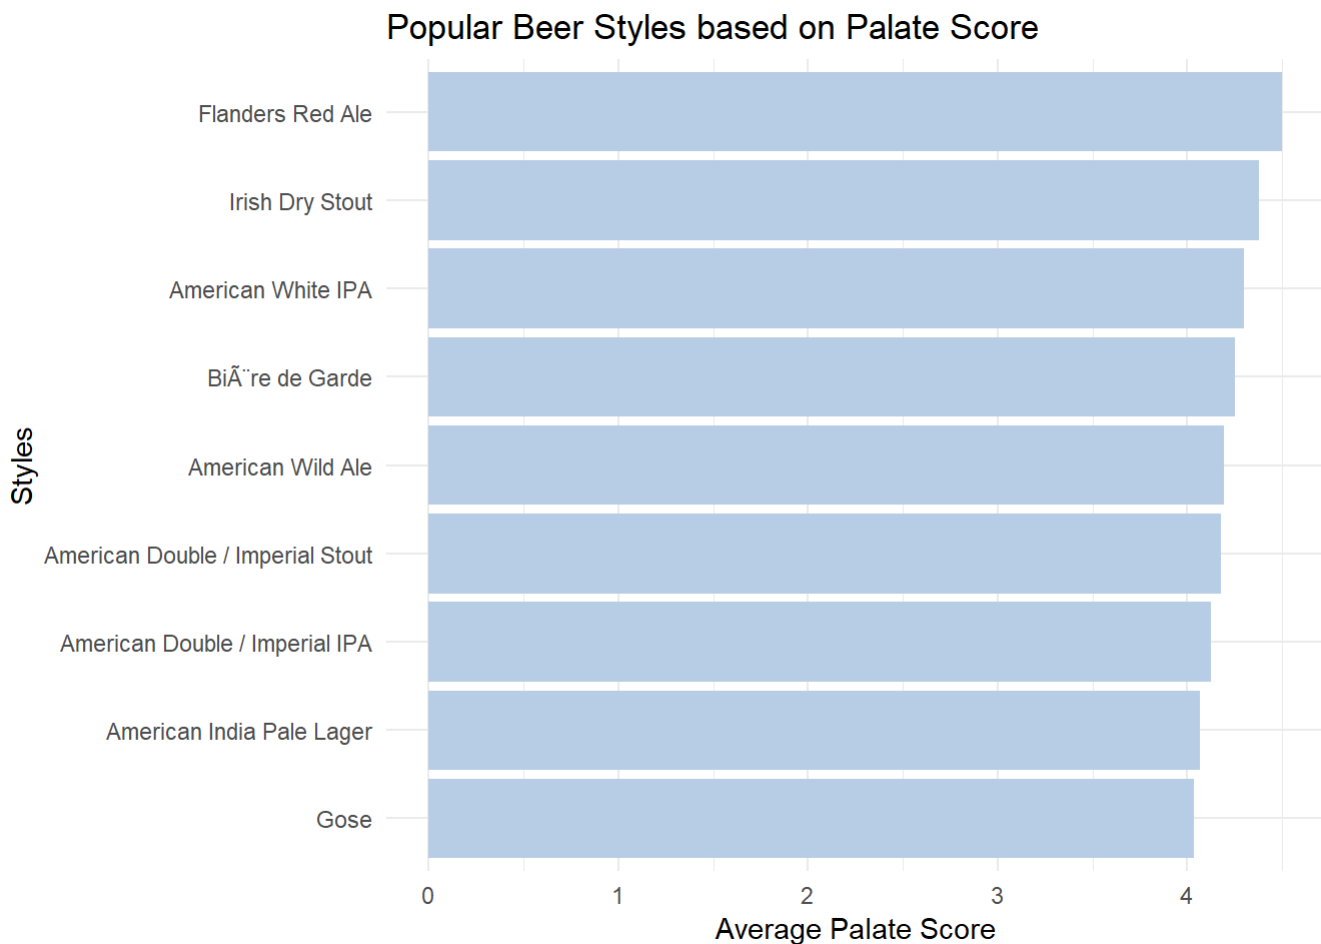 Popular Beer Styles based on Palate Score
Flanders Red Ale
Irish Dry Stout
American White IPA
BiÃ¨re de Garde
American Wild Ale
American Double / Imperial Stout
American Double / Imperial IPA
American India Pale Lager
Gose
Styles
0 1 2 3 4
Average Palate Score